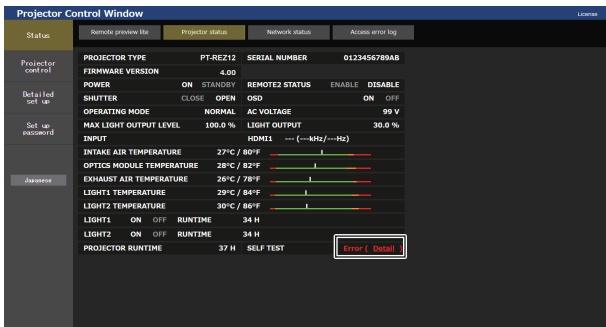 Projector Control Window License
Status
Remote preview lite Projector status Network status Access error log
Projector control
Detailed set up
Set up password
Japanese
PROJECTOR TYPE PT-REZ12 SERIAL NUMBER 0123456789AB
FIRMWARE VERSION 4.00
POWER ON STANDBY REMOTE2 STATUS ENABLE DISABLE
SHUTTER CLOSE OPEN OSD ON OFF
OPERATING MODE NORMAL AC VOLTAGE 99 V
MAX LIGHT OUTPUT LEVEL 100.0 % LIGHT OUTPUT 30.0 %
INPUT HDMI1 --- (---kHz/---Hz)
INTAKE AIR TEMPERATURE 27°C / 80°F
OPTICS MODULE TEMPERATURE 28°C / 82°F
EXHAUST AIR TEMPERATURE 26°C / 78°F
LIGHT1 TEMPERATURE 29°C / 84°F
LIGHT2 TEMPERATURE 30°C / 86°F
LIGHT1 ON OFF RUNTIME 34 H
LIGHT2 ON OFF RUNTIME 34 H
PROJECTOR RUNTIME 37 H SELF TEST Error ( Detail )